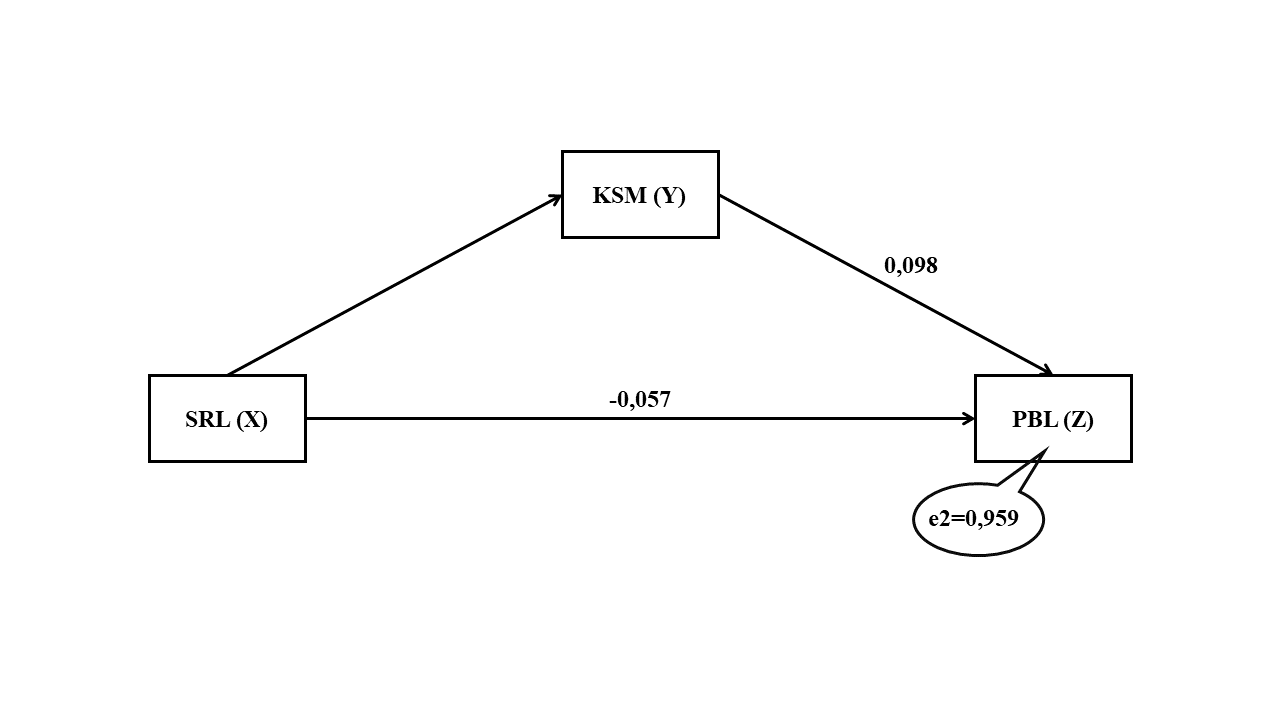 KSM (Y)
0,098
SRL (X)
-0,057
PBL (Z)
e2=0,959